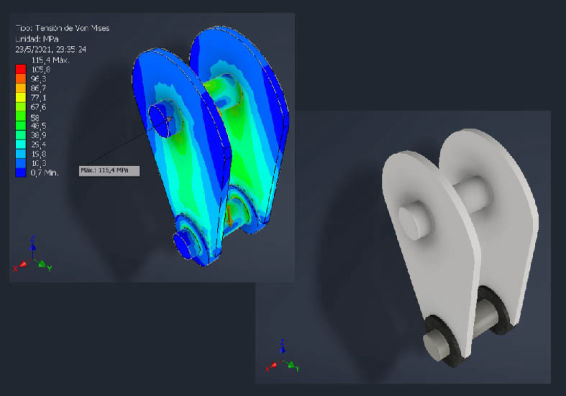 Tipo: Tensión de Von Mises
Unidad: MPa
23/5/2021, 23:35:24
115,4 Máx.
105,8
96,3
86,7
77,1
67,6
58
48,5
38,9
29,4
19,8
10,3
0,7 Min.
Máx.: 115,4 MPa
Z
X
Y
Z
X
Y